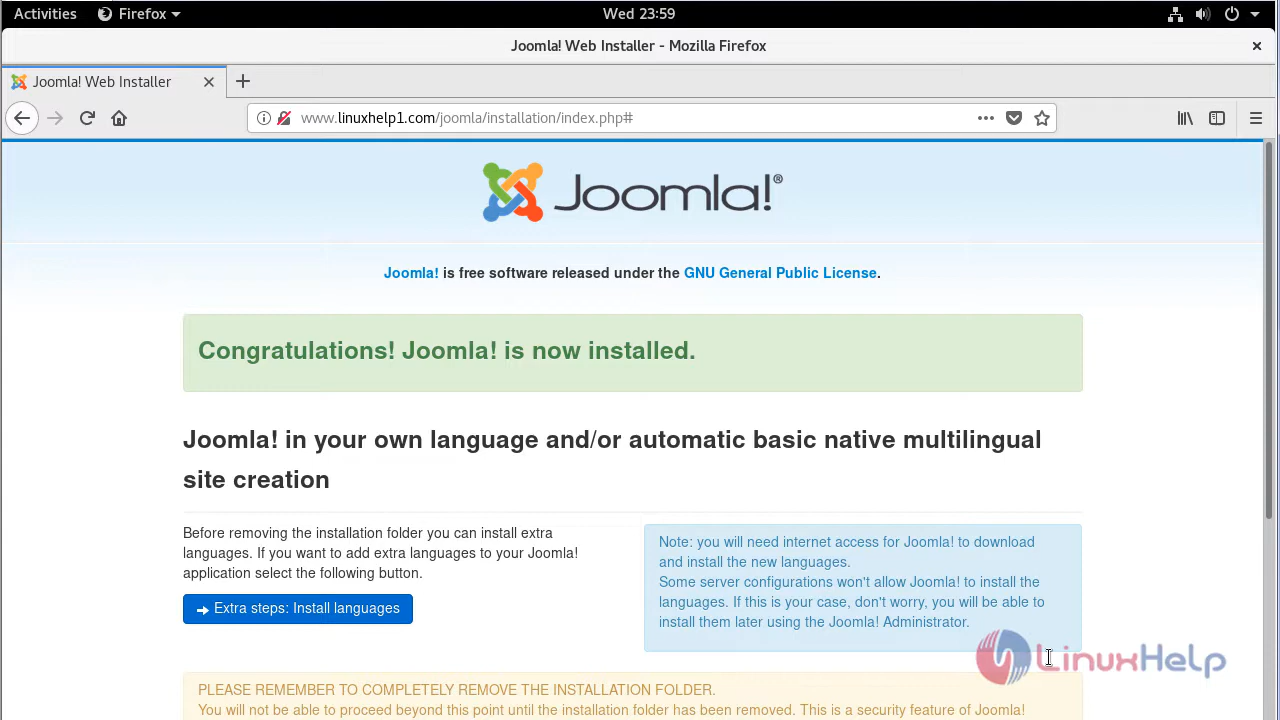 Activities Firefox Wed 23:59
Joomla! Web Installer - Mozilla Firefox
Joomla! Web Installer
www.linuxhelp1.com/joomla/installation/index.php#
Joomla!®
Joomla! is free software released under the GNU General Public License.
Congratulations! Joomla! is now installed.
Joomla! in your own language and/or automatic basic native multilingual
site creation
Before removing the installation folder you can install extra
languages. If you want to add extra languages to your Joomla!
application select the following button.
Extra steps: Install languages
Note: you will need internet access for Joomla! to download
and install the new languages.
Some server configurations won't allow Joomla! to install the
languages. If this is your case, don't worry, you will be able to
install them later using the Joomla! Administrator.
LinuxHelp
PLEASE REMEMBER TO COMPLETELY REMOVE THE INSTALLATION FOLDER.
You will not be able to proceed beyond this point until the installation folder has been removed. This is a security feature of Joomla!